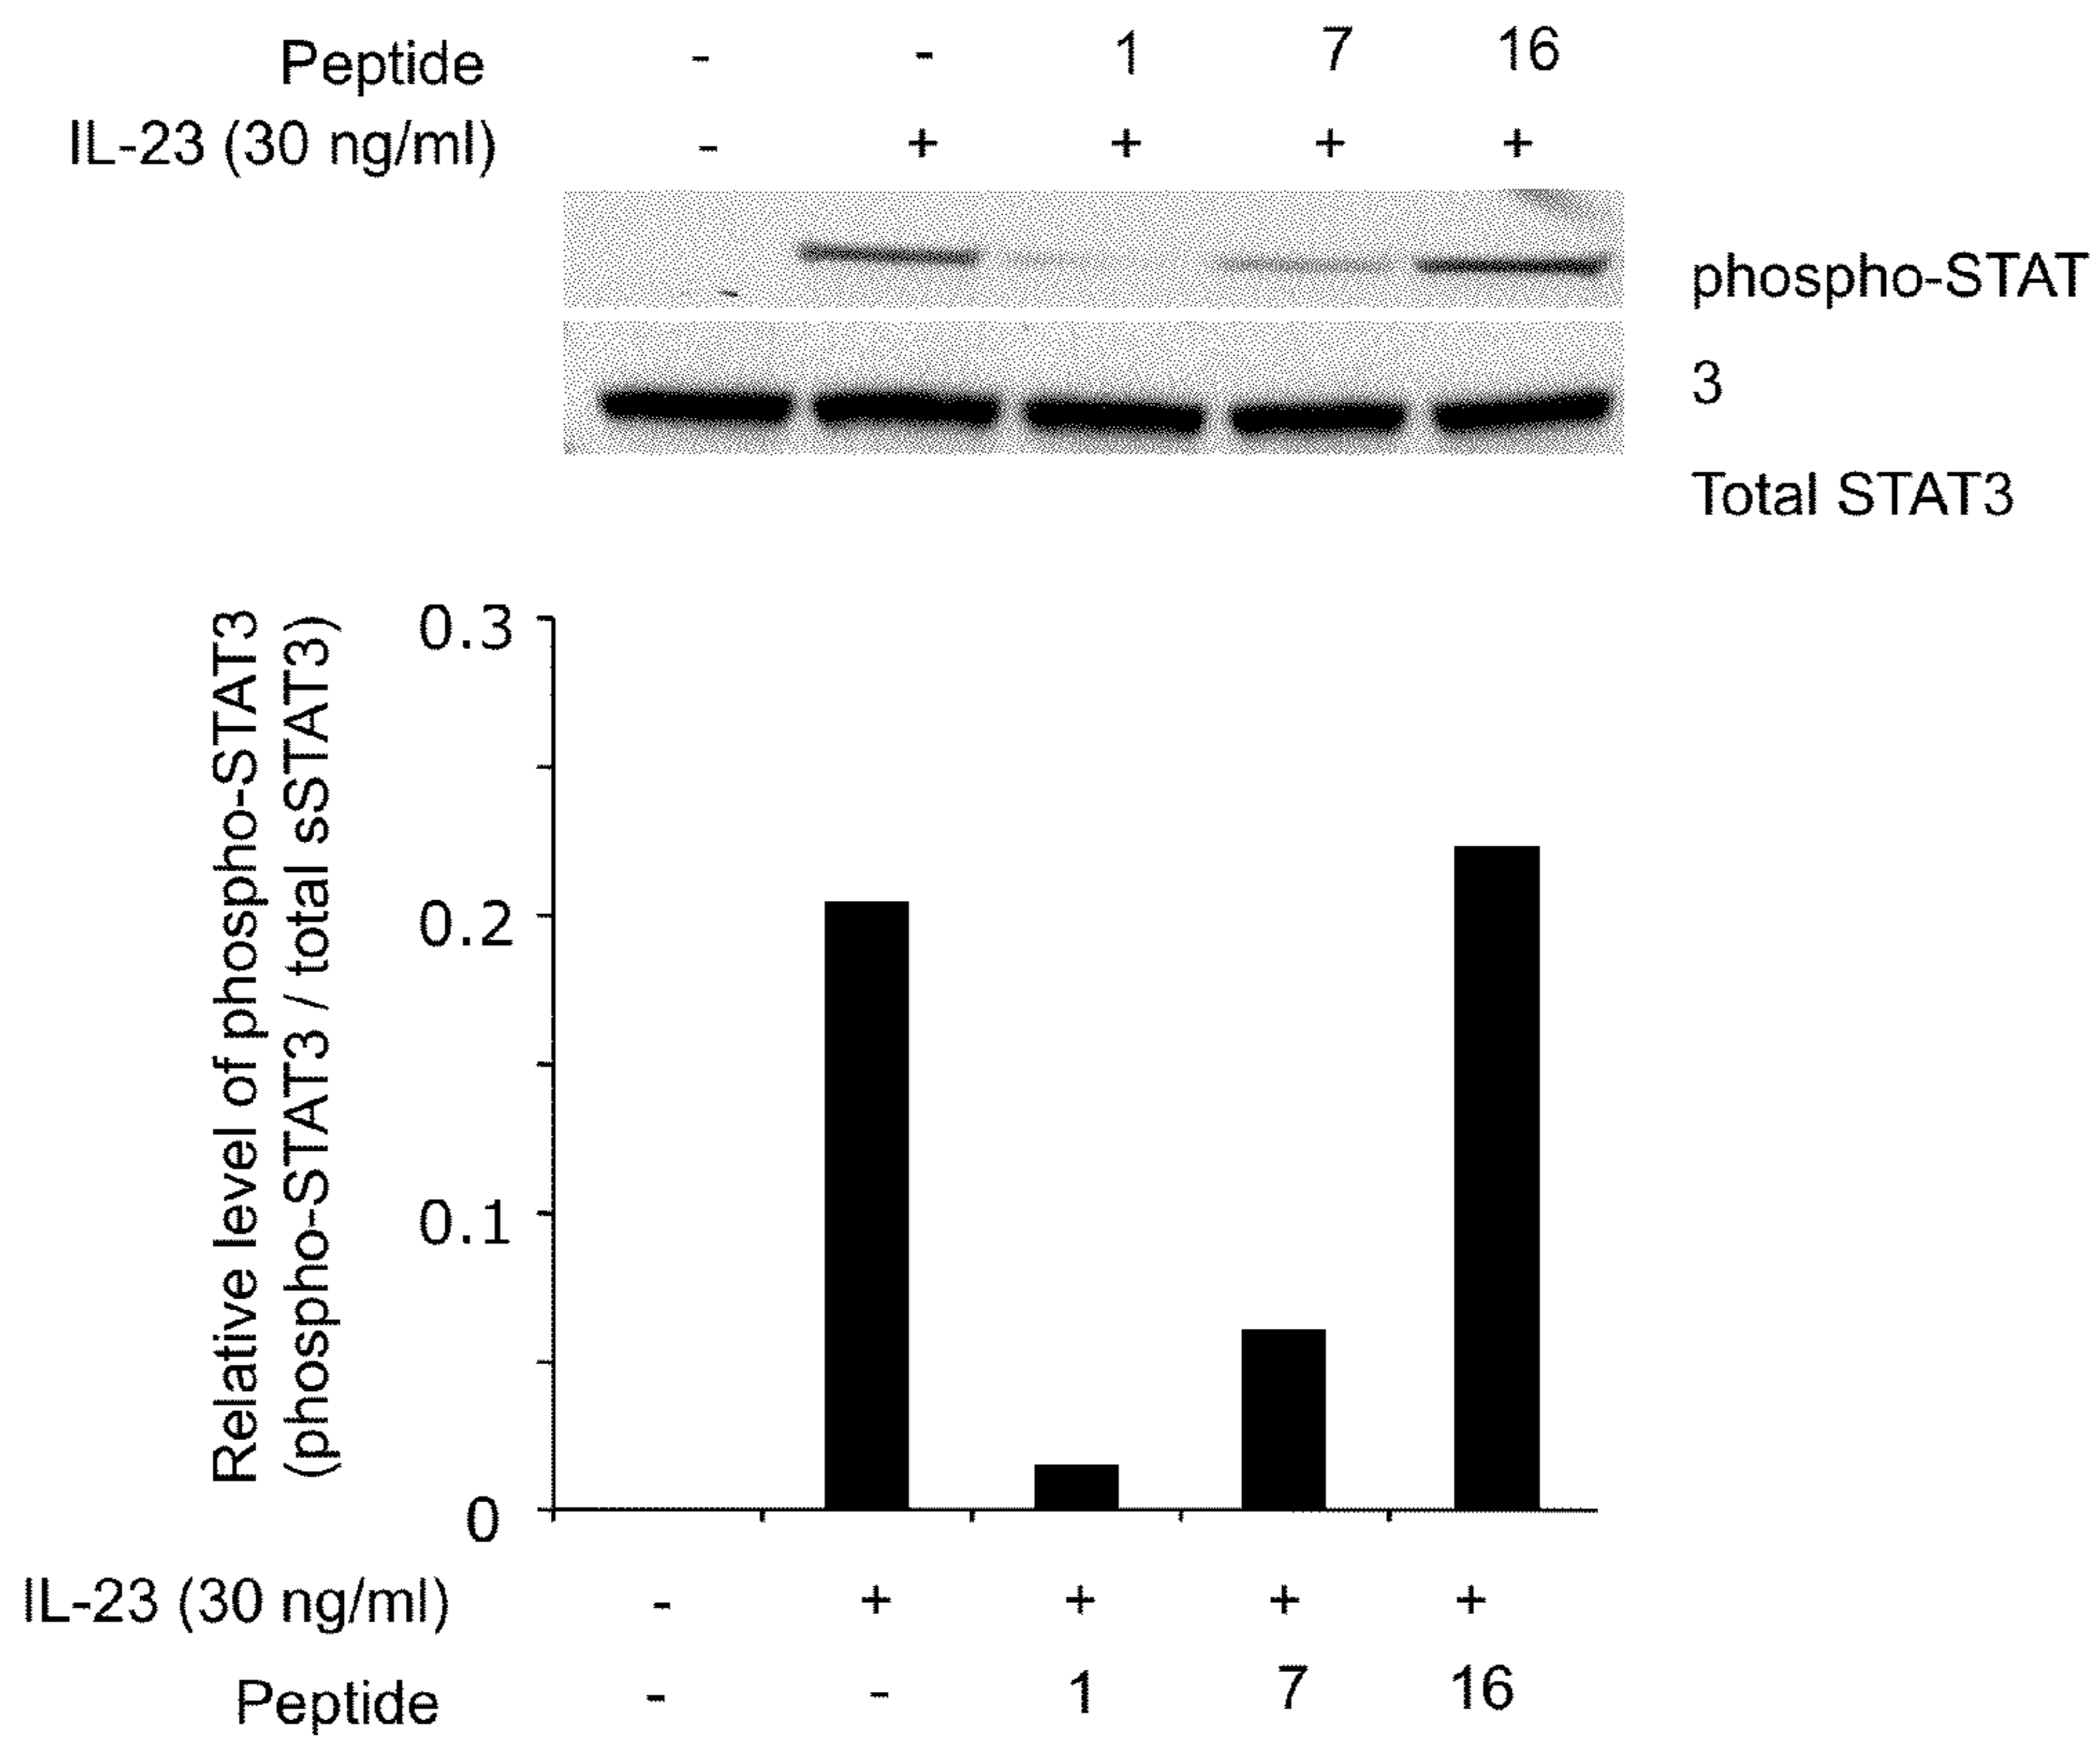 Peptide - - 1 7 16
IL-23 (30 ng/ml) - + + + +
phospho-STAT
3
Total STAT3
Relative level of phospho-STAT3
(phospho-STAT3 / total sSTAT3)
0.3
0.2
0.1
0
IL-23 (30 ng/ml) - + + + +
Peptide - - 1 7 16